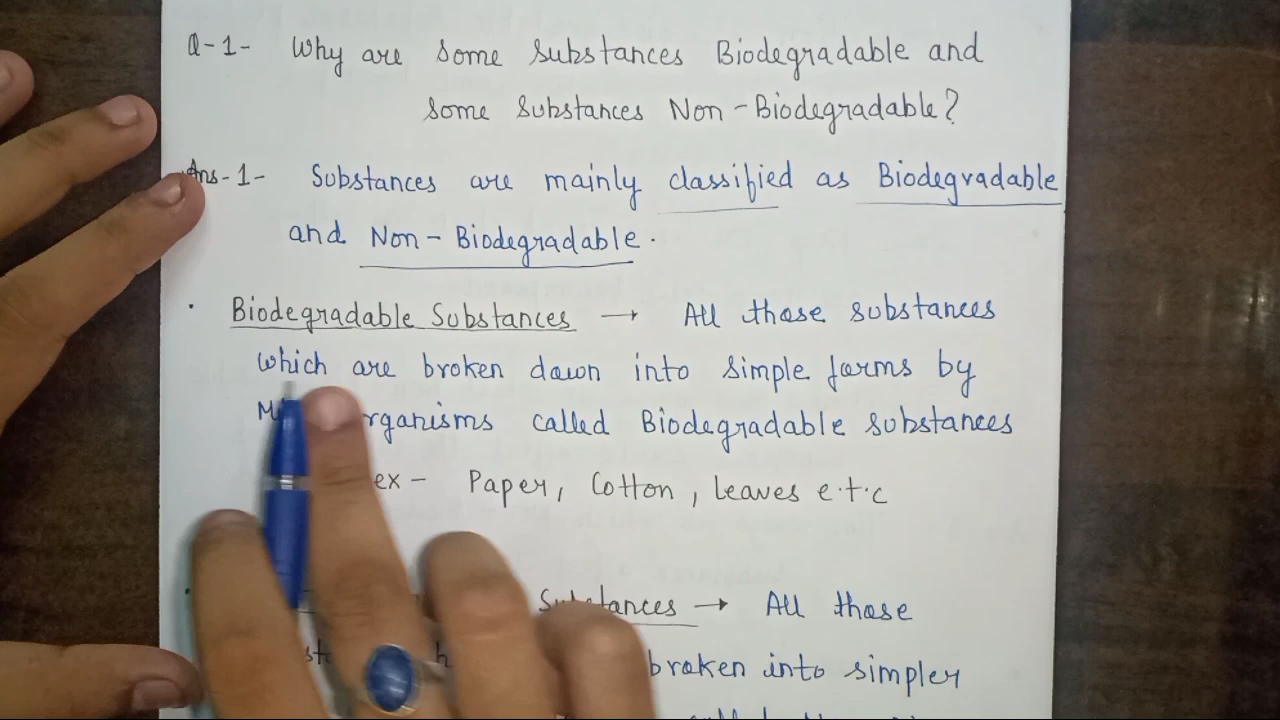 Q-1- Why are some substances Biodegradable and
some substances Non-Biodegradable?
Ans-1- Substances are mainly classified as Biodegradable
and Non-Biodegradable.
• Biodegradable Substances → All those substances
which are broken down into simple forms by
called Biodegradable substances
ex- Paper, Cotton, leaves e.t.c
Substances → All those
broken into simpler